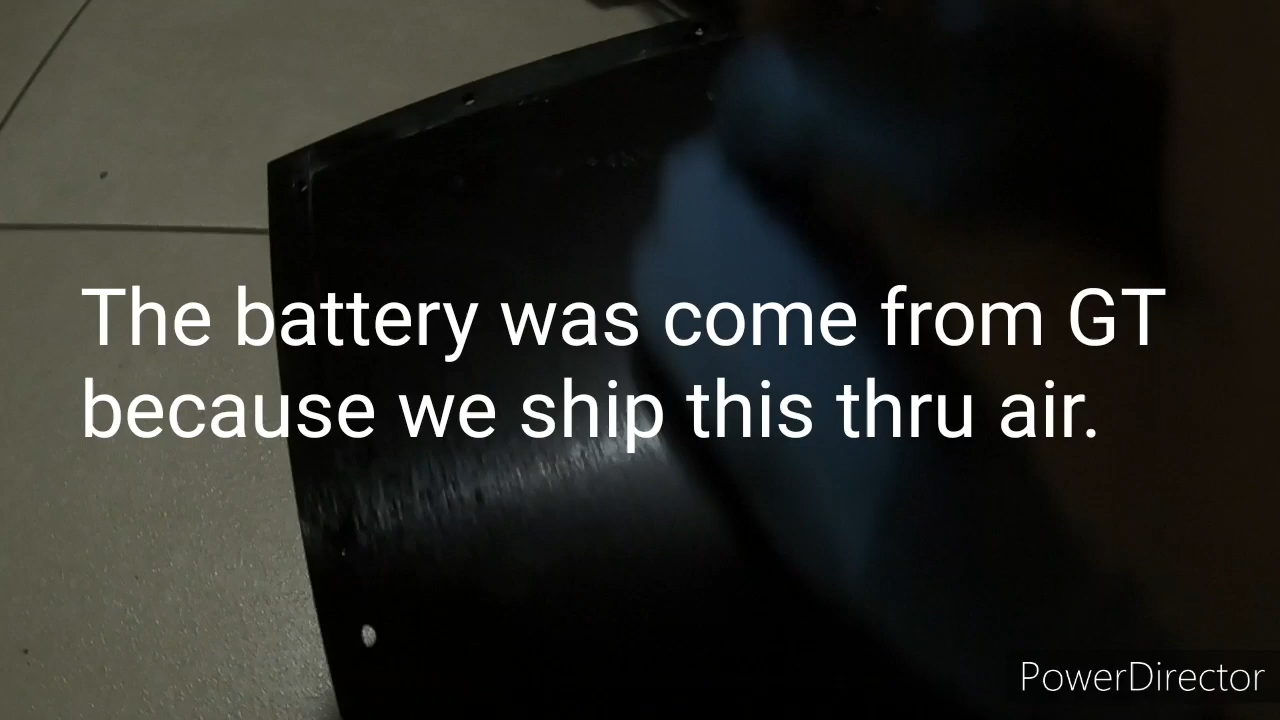 The battery was come from GT
because we ship this thru air.
PowerDirector